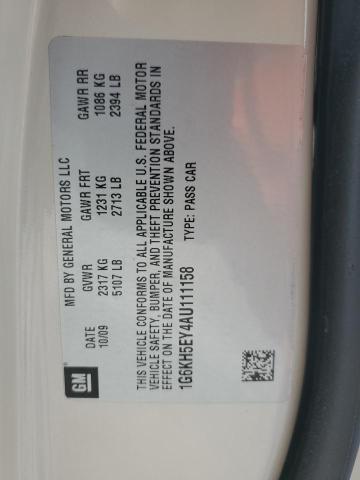 GM
MFD BY GENERAL MOTORS LLC
DATE GVWR GAWR FRT GAWR RR
10/09 2317 KG 1231 KG 1086 KG
5107 LB 2713 LB 2394 LB
THIS VEHICLE CONFORMS TO ALL APPLICABLE U.S. FEDERAL MOTOR
VEHICLE SAFETY, BUMPER, AND THEFT PREVENTION STANDARDS IN
EFFECT ON THE DATE OF MANUFACTURE SHOWN ABOVE.
1G6KH5EY4AU111158 TYPE: PASS CAR